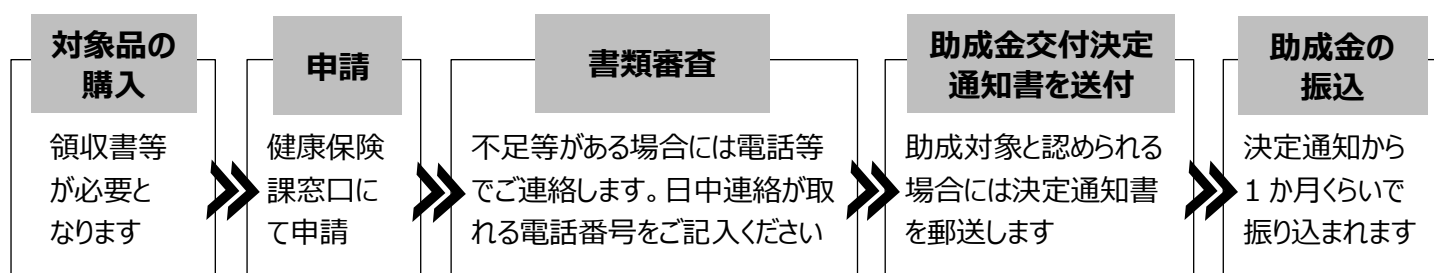 対象品の
購入
領収書等
が必要と
なります
申請
健康保険
課窓口に
て申請
書類審査
不足等がある場合には電話等
でご連絡します。日中連絡が取
れる電話番号をご記入ください
助成金交付決定
通知書を送付
助成対象と認められる
場合には決定通知書
を郵送します
助成金の
振込
決定通知から
1 か月くらいで
振り込まれます